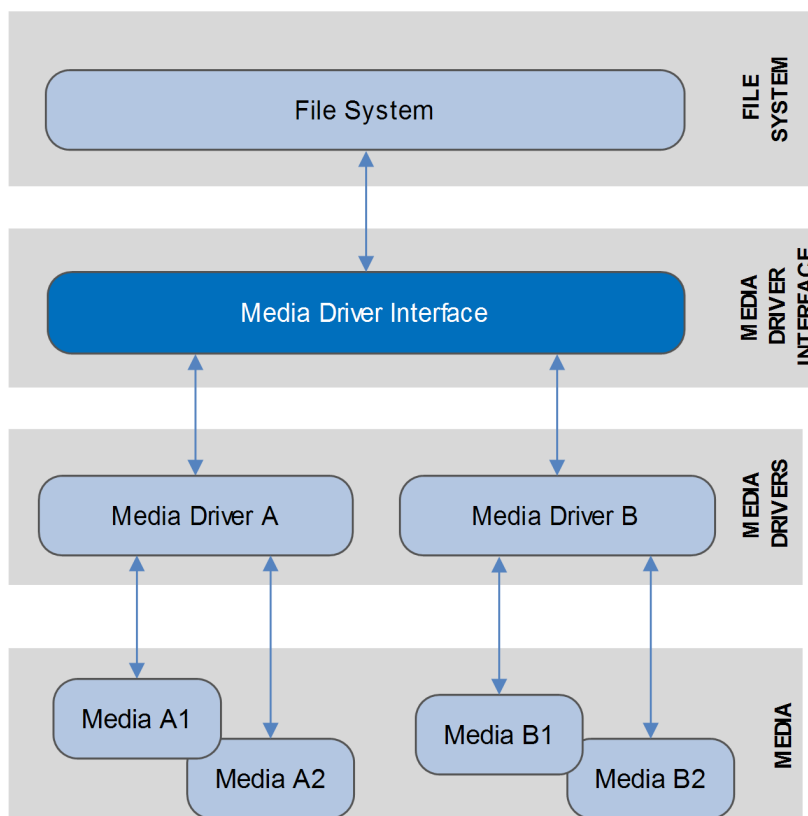 File System
FILE
SYSTEM
Media Driver Interface
MEDIA
DRIVER
INTERFACE
Media Driver A
Media Driver B
MEDIA
DRIVERS
Media A1
Media A2
Media B1
Media B2
MEDIA